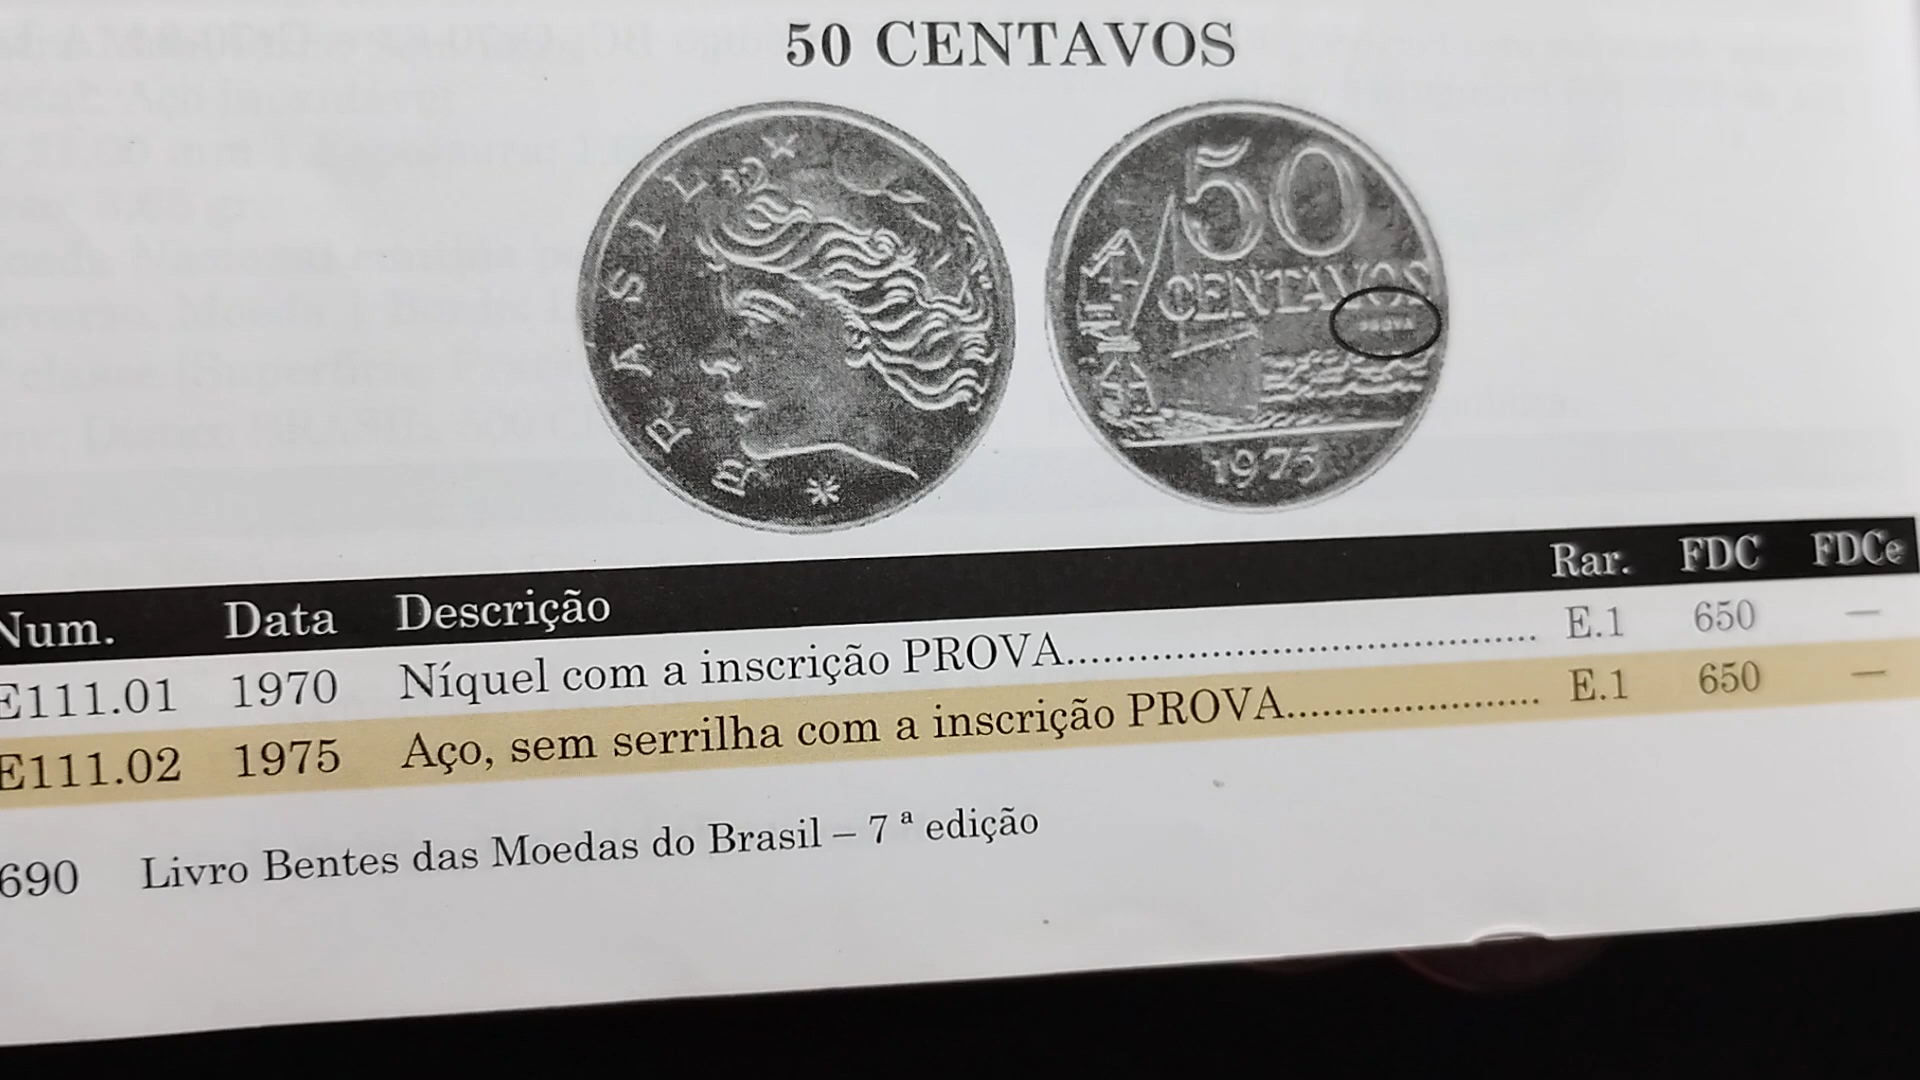 50 CENTAVOS
BRASIL
50
CENTAVOS
PROVA
1975
Num. Data Descrição Rar. FDC FDCe
E111.01 1970 Níquel com a inscrição PROVA.......................................... E.1 650 —
E111.02 1975 Aço, sem serrilha com a inscrição PROVA..................... E.1 650 —
690 Livro Bentes das Moedas do Brasil – 7 ª edição